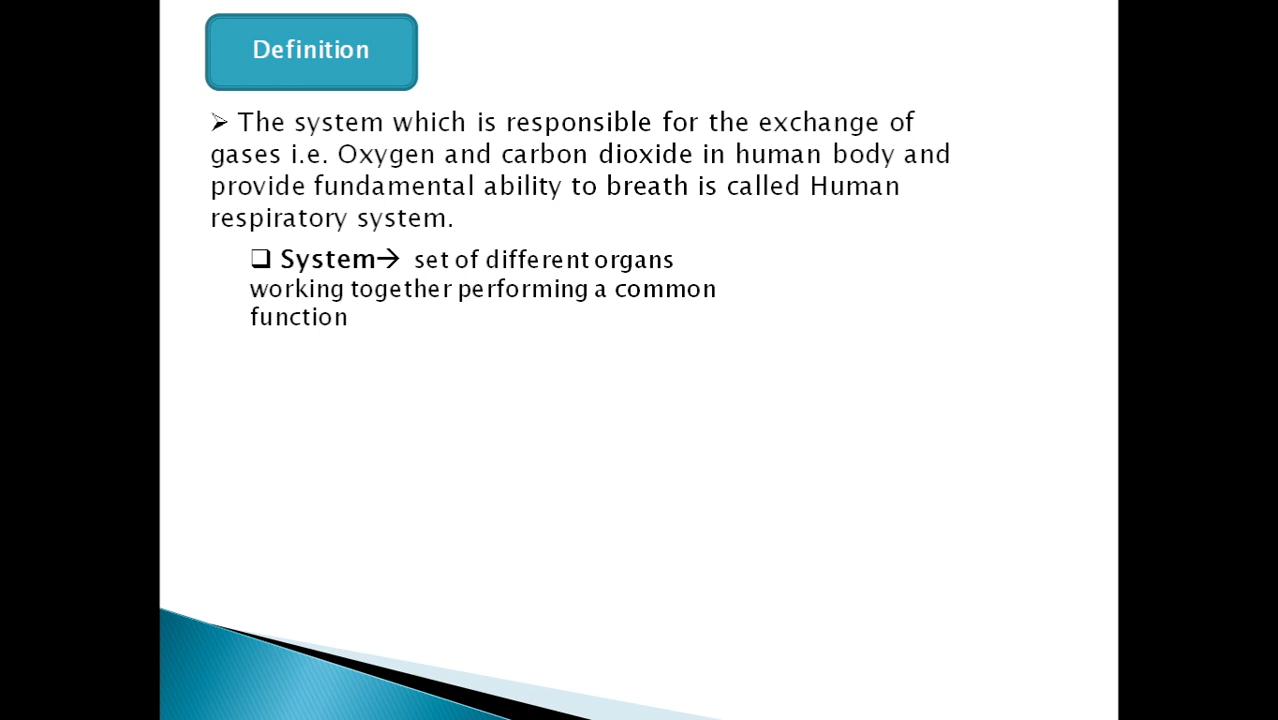 Definition
➢ The system which is responsible for the exchange of
gases i.e. Oxygen and carbon dioxide in human body and
provide fundamental ability to breath is called Human
respiratory system.
❑ System→ set of different organs
working together performing a common
function